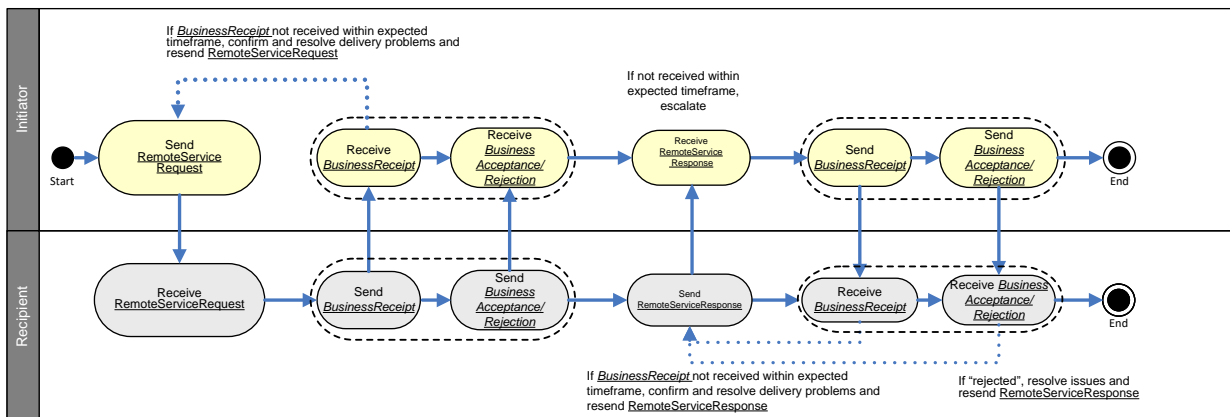 If BusinessReceipt not received within expected
timeframe, confirm and resolve delivery problems and
resend RemoteServiceRequest
If not received within
expected timeframe,
escalate
Initiator
Start
Send
RemoteService
Request
Receive
BusinessReceipt
Receive
Business
Acceptance/
Rejection
Receive
RemoteService
Response
Send
BusinessReceipt
Send
Business
Acceptance/
Rejection
End
Recipient
Receive
RemoteServiceRequest
Send
BusinessReceipt
Send
Business
Acceptance/
Rejection
Send
RemoteServiceResponse
Receive
BusinessReceipt
Receive Business
Acceptance/
Rejection
End
If BusinessReceipt not received within expected
timeframe, confirm and resolve delivery problems and
resend RemoteServiceResponse
If “rejected”, resolve issues and
resend RemoteServiceResponse